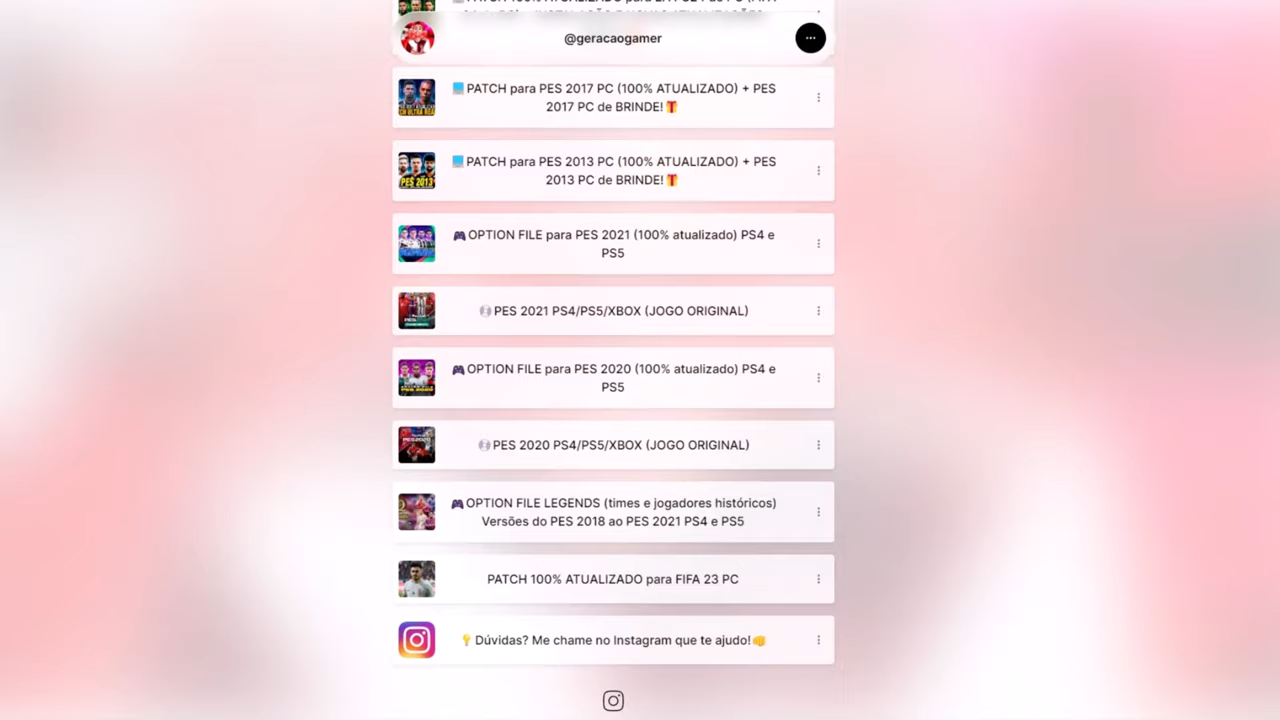 @geracaogamer
PATCH para PES 2017 PC (100% ATUALIZADO) + PES
2017 PC de BRINDE!
PATCH para PES 2013 PC (100% ATUALIZADO) + PES
2013 PC de BRINDE!
PES 2013
OPTION FILE para PES 2021 (100% atualizado) PS4 e
PS5
PES 2021 PS4/PS5/XBOX (JOGO ORIGINAL)
OPTION FILE para PES 2020 (100% atualizado) PS4 e
PS5
PES 2020 PS4/PS5/XBOX (JOGO ORIGINAL)
OPTION FILE LEGENDS (times e jogadores históricos)
Versões do PES 2018 ao PES 2021 PS4 e PS5
PATCH 100% ATUALIZADO para FIFA 23 PC
Dúvidas? Me chame no Instagram que te ajudo!